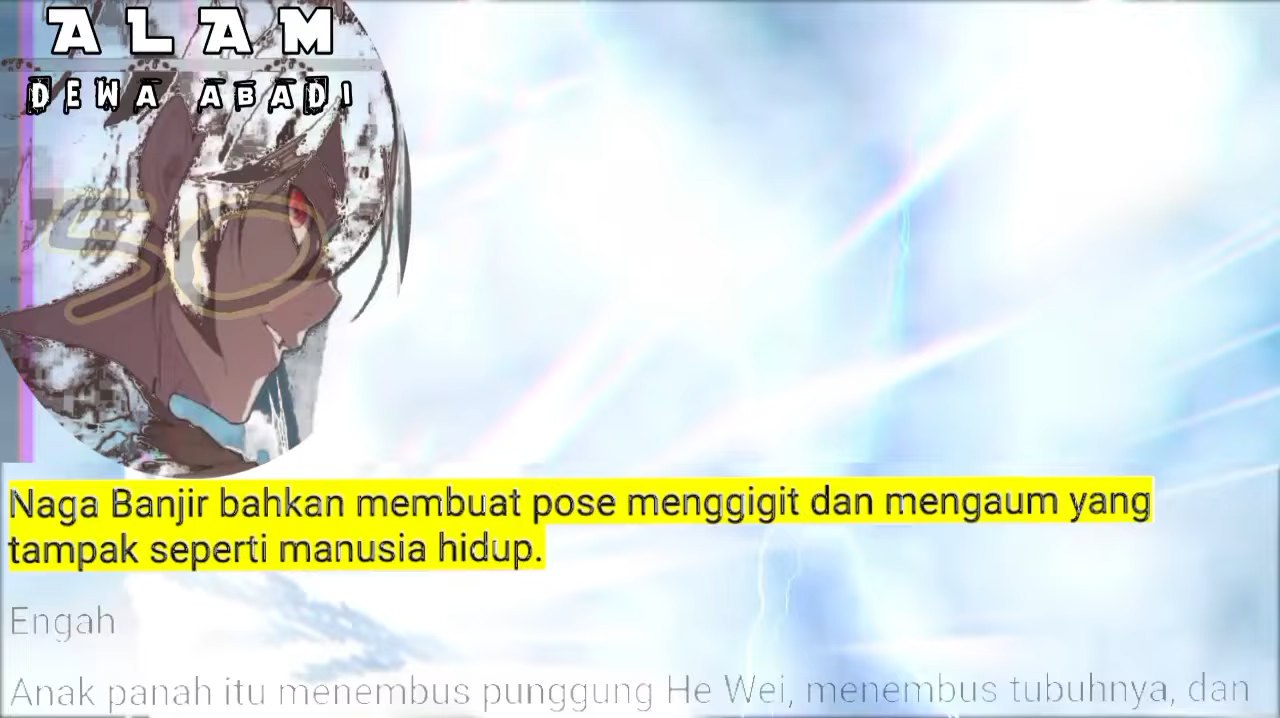 ALAM
DEWA ABADI
SO
Naga Banjir bahkan membuat pose menggigit dan mengaum yang
tampak seperti manusia hidup.
Engah
Anak panah itu menembus punggung He Wei, menembus tubuhnya, dan